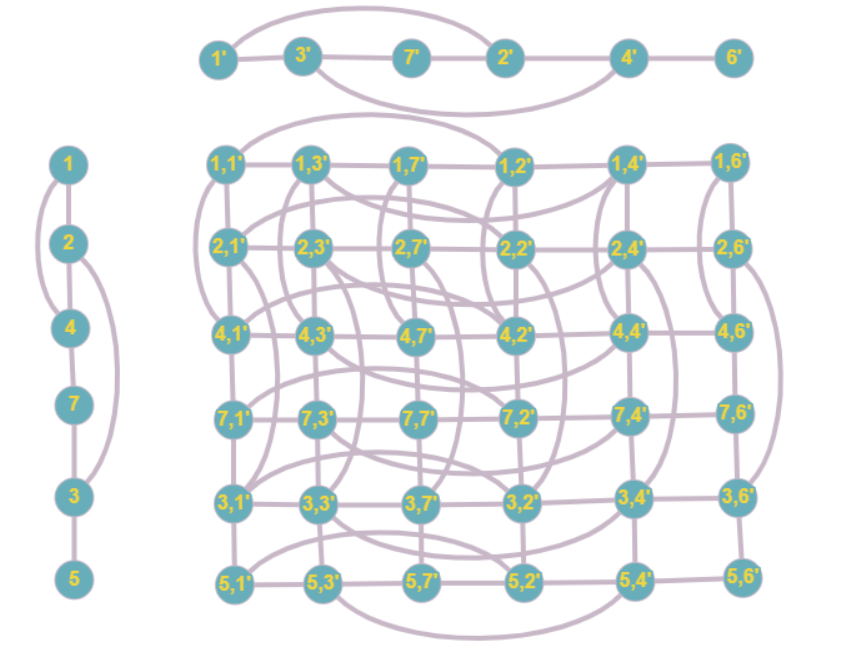 1' 3' 7' 2' 4' 6'
1 1,1' 1,3' 1,7' 1,2' 1,4' 1,6'
2 2,1' 2,3' 2,7' 2,2' 2,4' 2,6'
4 4,1' 4,3' 4,7' 4,2' 4,4' 4,6'
7 7,1' 7,3' 7,7' 7,2' 7,4' 7,6'
3 3,1' 3,3' 3,7' 3,2' 3,4' 3,6'
5 5,1' 5,3' 5,7' 5,2' 5,4' 5,6'